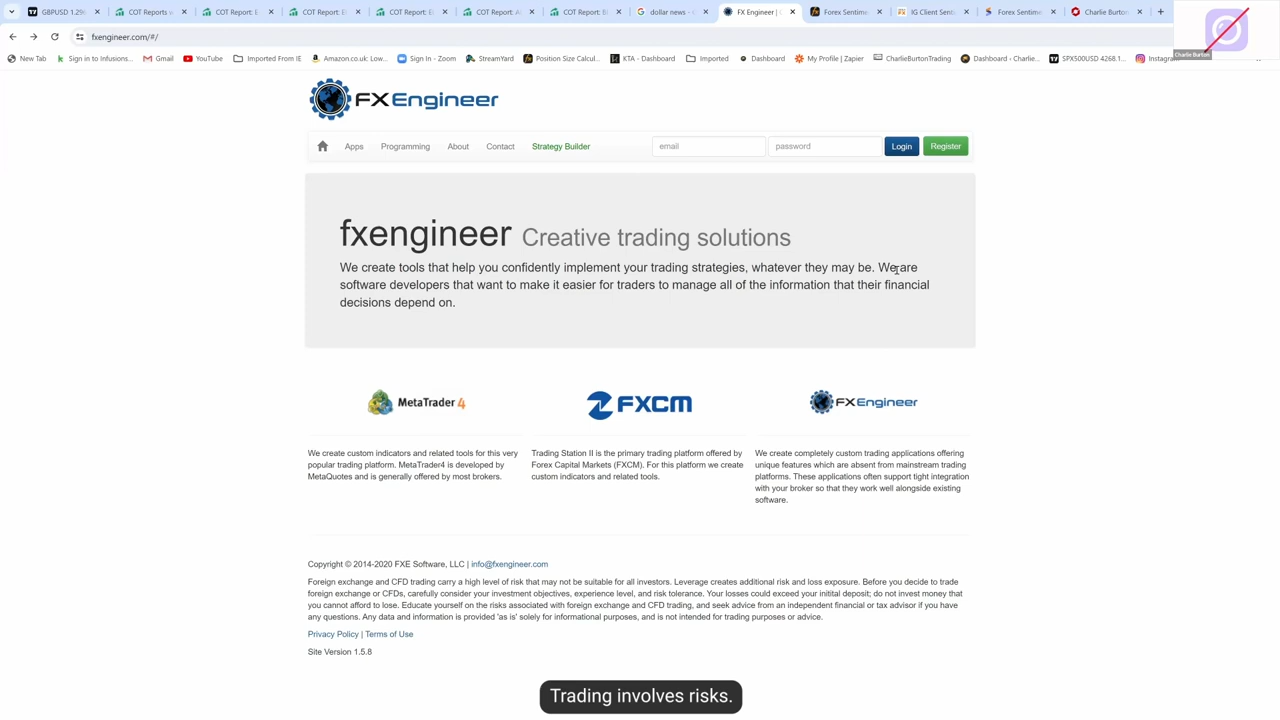 GBPUSD 1.29
COT Reports v
COT Report: E
COT Report: E
COT Report: E
COT Report: A
COT Report: B
dollar news -
FX Engineer |
Forex Sentime
IG Client Sent
Forex Sentime
Charlie Burton
fxengineer.com/#/
Charlie Burton
New Tab
Sign in to Infusions...
Gmail
YouTube
Imported From IE
Amazon.co.uk: Low...
Sign In - Zoom
StreamYard
Position Size Calcul...
KTA - Dashboard
Imported
Dashboard
My Profile | Zapier
CharlieBurtonTrading
Dashboard - Charlie...
SPX500USD 4268.1...
Instagram
FXEngineer
Apps Programming About Contact Strategy Builder email password Login Register
fxengineer Creative trading solutions
We create tools that help you confidently implement your trading strategies, whatever they may be. We are
software developers that want to make it easier for traders to manage all of the information that their financial
decisions depend on.
MetaTrader 4
We create custom indicators and related tools for this very
popular trading platform. MetaTrader4 is developed by
MetaQuotes and is generally offered by most brokers.
FXCM
Trading Station II is the primary trading platform offered by
Forex Capital Markets (FXCM). For this platform we create
custom indicators and related tools.
FXEngineer
We create completely custom trading applications offering
unique features which are absent from mainstream trading
platforms. These applications often support tight integration
with your broker so that they work well alongside existing
software.
Copyright © 2014-2020 FXE Software, LLC | info@fxengineer.com
Foreign exchange and CFD trading carry a high level of risk that may not be suitable for all investors. Leverage creates additional risk and loss exposure. Before you decide to trade
foreign exchange or CFDs, carefully consider your investment objectives, experience level, and risk tolerance. Your losses could exceed your initital deposit; do not invest money that
you cannot afford to lose. Educate yourself on the risks associated with foreign exchange and CFD trading, and seek advice from an independent financial or tax advisor if you have
any questions. Any data and information is provided 'as is' solely for informational purposes, and is not intended for trading purposes or advice.
Privacy Policy | Terms of Use
Site Version 1.5.8
Trading involves risks.